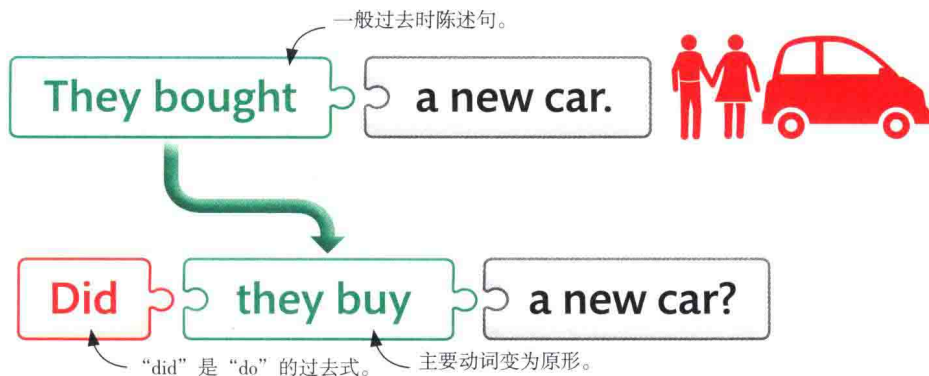 一般过去时陈述句。
They bought a new car.
Did they buy a new car?
“did”是“do”的过去式。 主要动词变为原形。